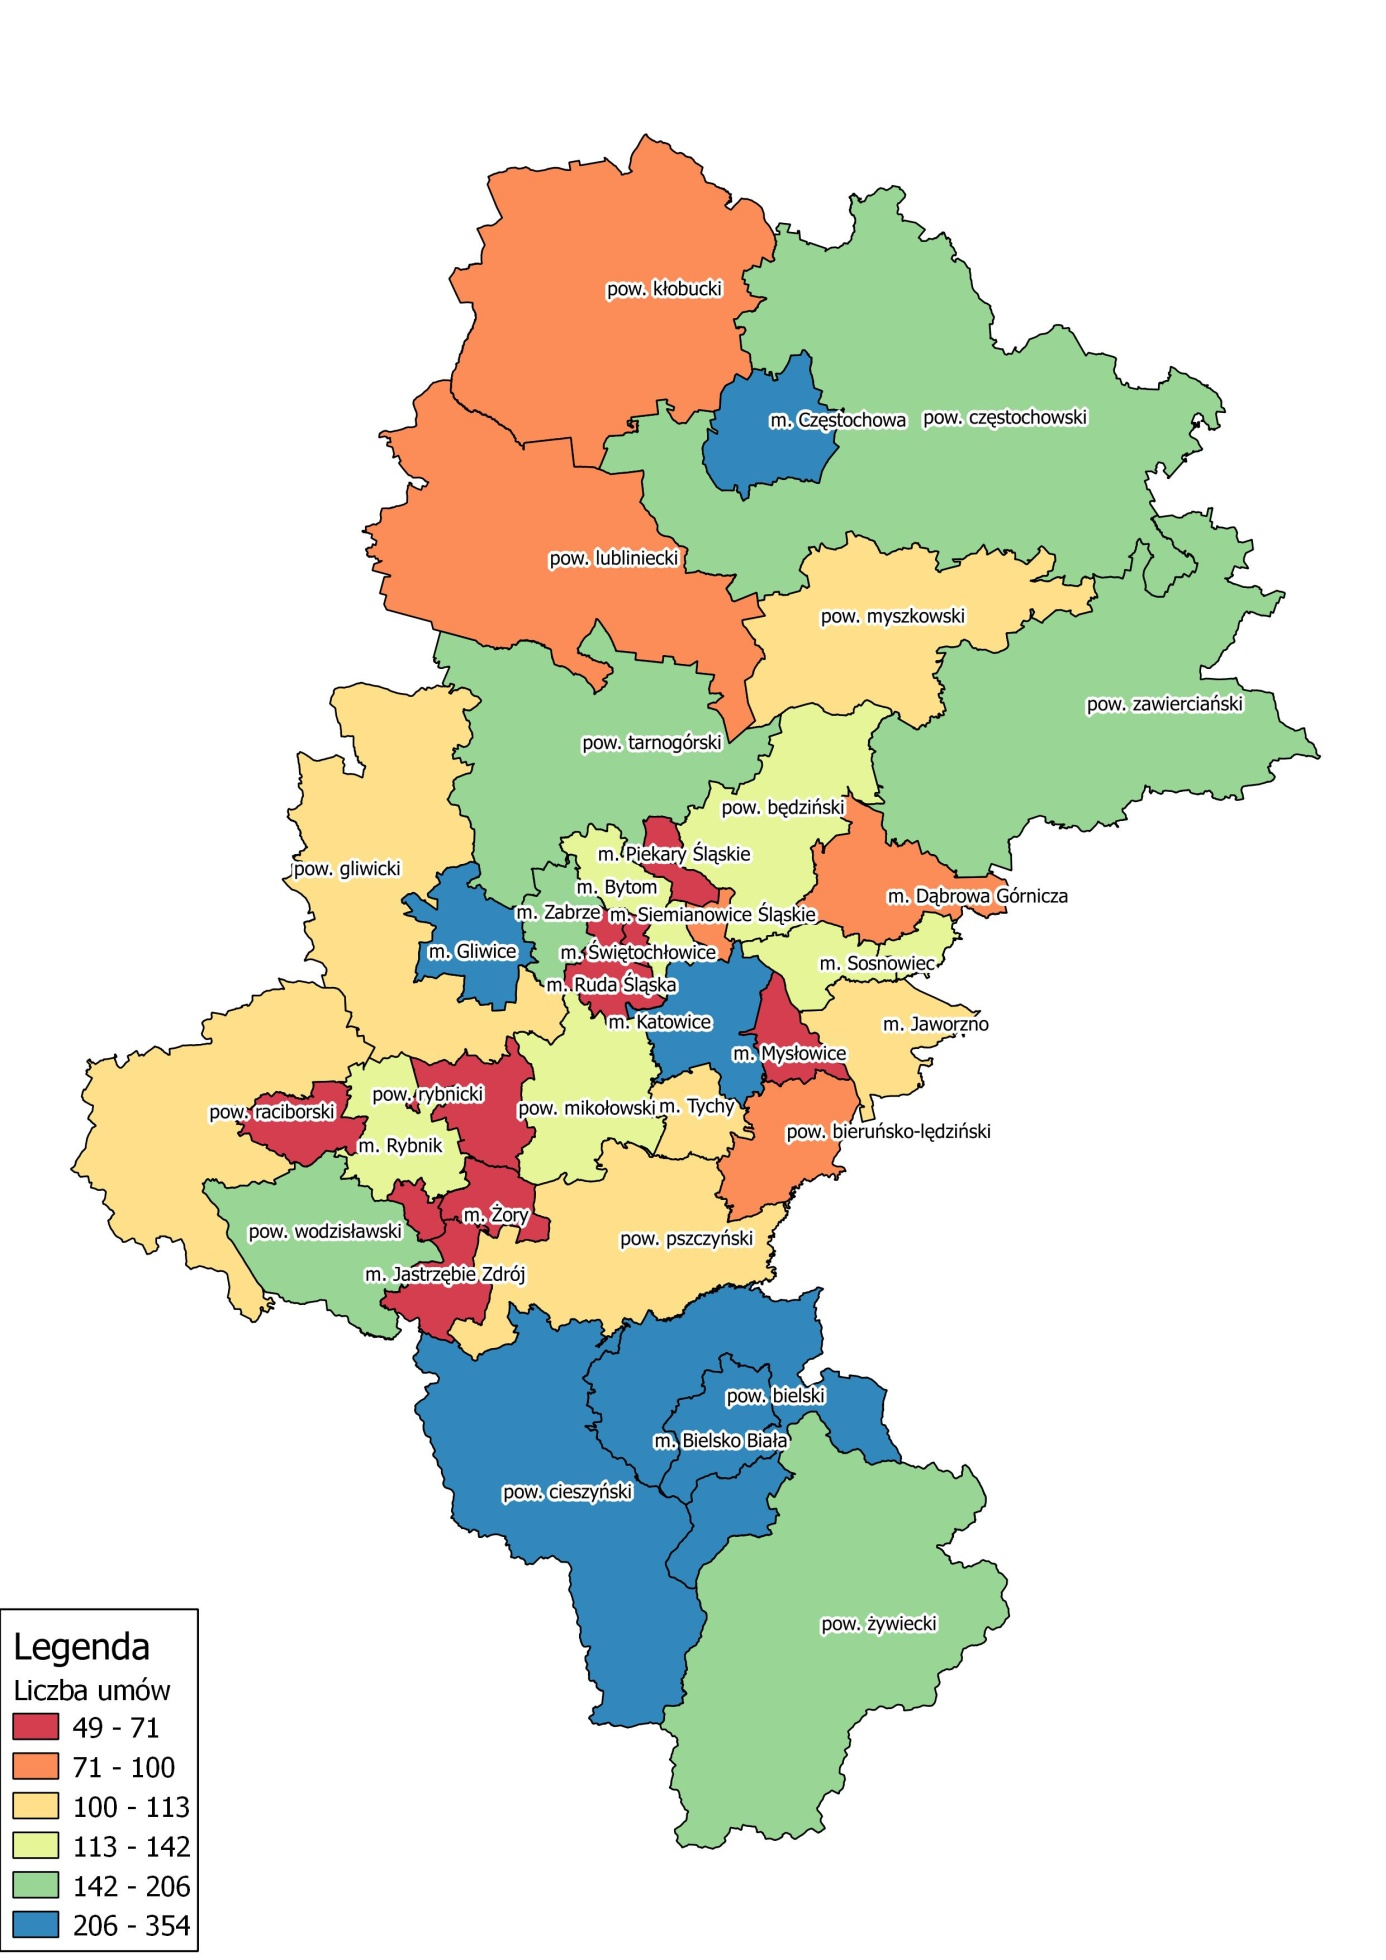 pow. kłobucki
m. Częstochowa
pow. częstochowski
pow. lubliniecki
pow. myszkowski
pow. zawierciański
pow. tarnogórski
pow. będziński
m. Piekary Śląskie
pow. gliwicki
m. Bytom
m. Dąbrowa Górnicza
m. Zabrze
m. Siemianowice Śląskie
m. Gliwice
m. Świętochłowice
m. Sosnowiec
m. Ruda Śląska
m. Katowice
m. Jaworzno
m. Mysłowice
pow. rybnicki
pow. raciborski
pow. mikołowski
m. Tychy
pow. bieruńsko-lędziński
m. Rybnik
m. Żory
pow. wodzisławski
pow. pszczyński
m. Jastrzębie Zdrój
pow. bielski
m. Bielsko Biała
pow. cieszyński
pow. żywiecki
Legenda
Liczba umów
49 - 71
71 - 100
100 - 113
113 - 142
142 - 206
206 - 354